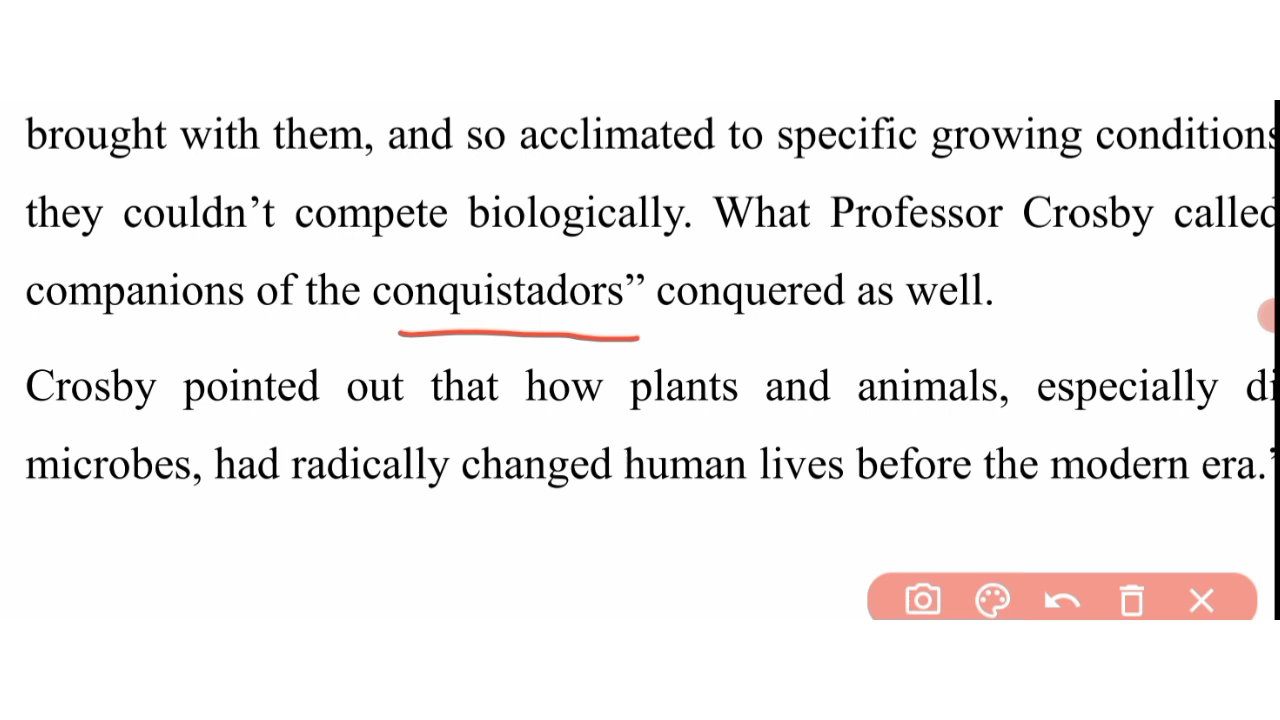 brought with them, and so acclimated to specific growing conditions
they couldn’t compete biologically. What Professor Crosby called
companions of the conquistadors” conquered as well.
Crosby pointed out that how plants and animals, especially
microbes, had radically changed human lives before the modern era.”